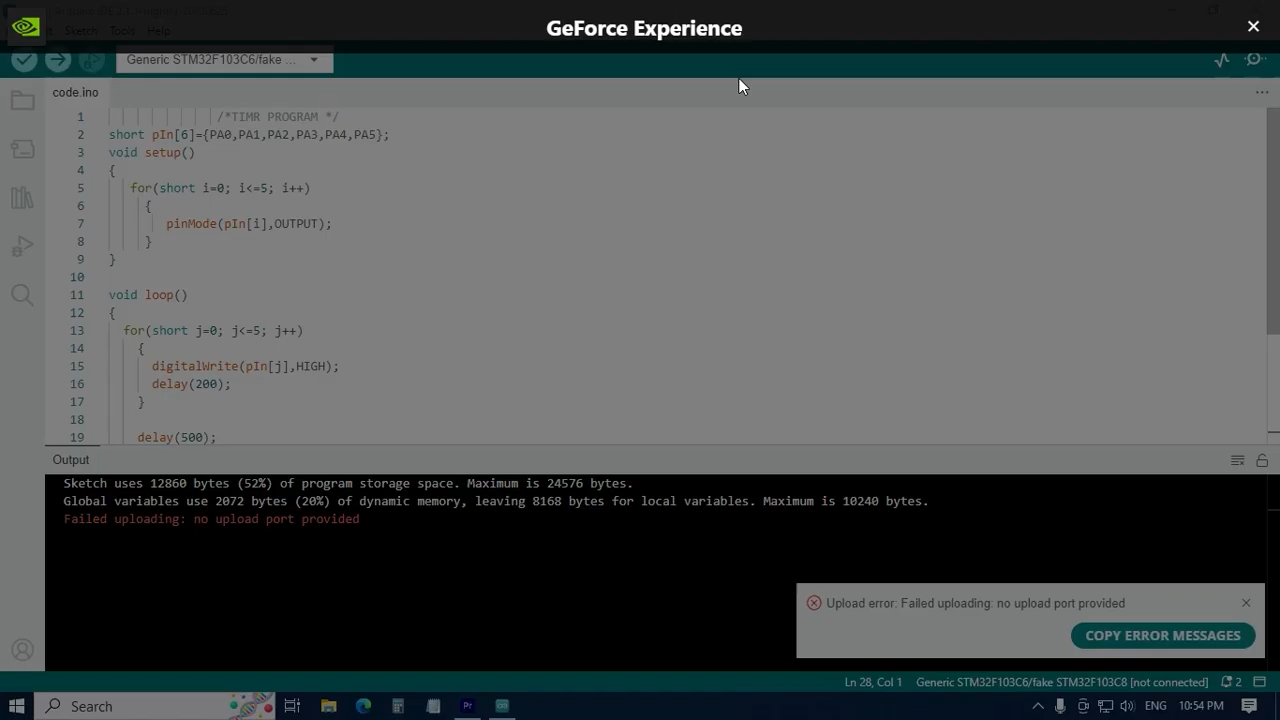 GeForce Experience
Sketch Tools Help
Generic STM32F103C6/fake ...
code.ino
1 /*TIMR PROGRAM */
2 short pIn[6]={PA0,PA1,PA2,PA3,PA4,PA5};
3 void setup()
4 {
5 for(short i=0; i<=5; i++)
6 {
7 pinMode(pIn[i],OUTPUT);
8 }
9 }
10
11 void loop()
12 {
13 for(short j=0; j<=5; j++)
14 {
15 digitalWrite(pIn[j],HIGH);
16 delay(200);
17 }
18
19 delay(500);
Output
Sketch uses 12860 bytes (52%) of program storage space. Maximum is 24576 bytes.
Global variables use 2072 bytes (20%) of dynamic memory, leaving 8168 bytes for local variables. Maximum is 10240 bytes.
Failed uploading: no upload port provided
Upload error: Failed uploading: no upload port provided
COPY ERROR MESSAGES
Ln 28, Col 1 Generic STM32F103C6/fake STM32F103C8 [not connected] 2
Search
Pr
10:54 PM